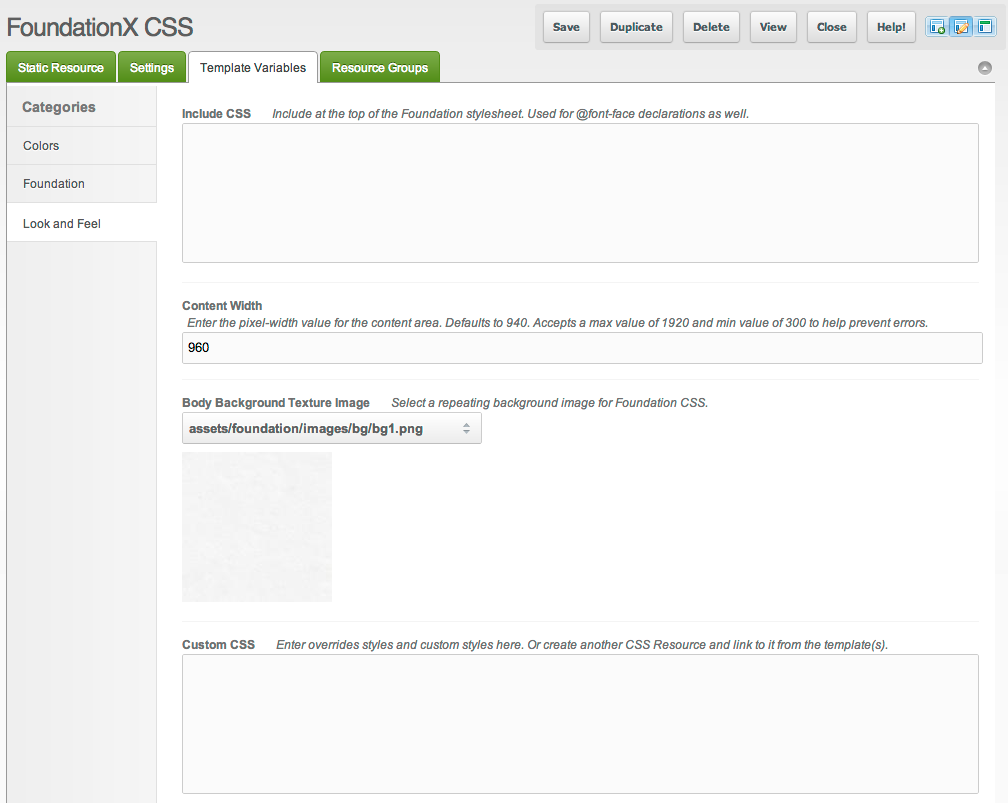 FoundationX CSS
Save Duplicate Delete View Close Help!
Static Resource Settings Template Variables Resource Groups
Categories
Colors
Foundation
Look and Feel
Include CSS Include at the top of the Foundation stylesheet. Used for @font-face declarations as well.
Content Width
Enter the pixel-width value for the content area. Defaults to 940. Accepts a max value of 1920 and min value of 300 to help prevent errors.
960
Body Background Texture Image Select a repeating background image for Foundation CSS.
assets/foundation/images/bg/bg1.png
Custom CSS Enter overrides styles and custom styles here. Or create another CSS Resource and link to it from the template(s).